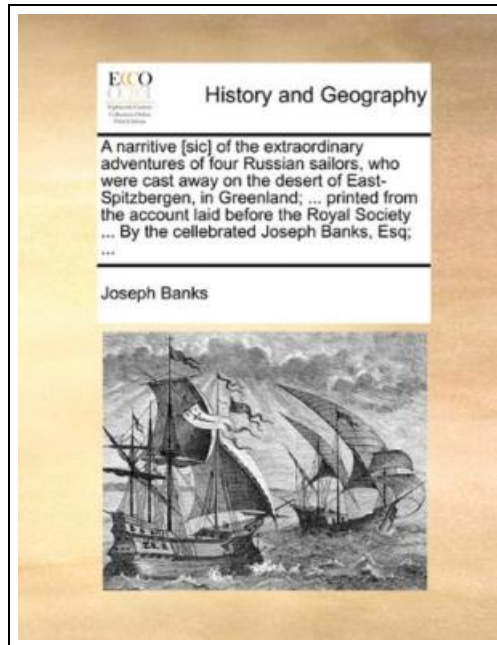 ECCO
History and Geography
A narritive [sic] of the extraordinary
adventures of four Russian sailors, who
were cast away on the desert of East-
Spitzbergen, in Greenland; ... printed from
the account laid before the Royal Society
... By the cellebrated Joseph Banks, Esq;
...
Joseph Banks